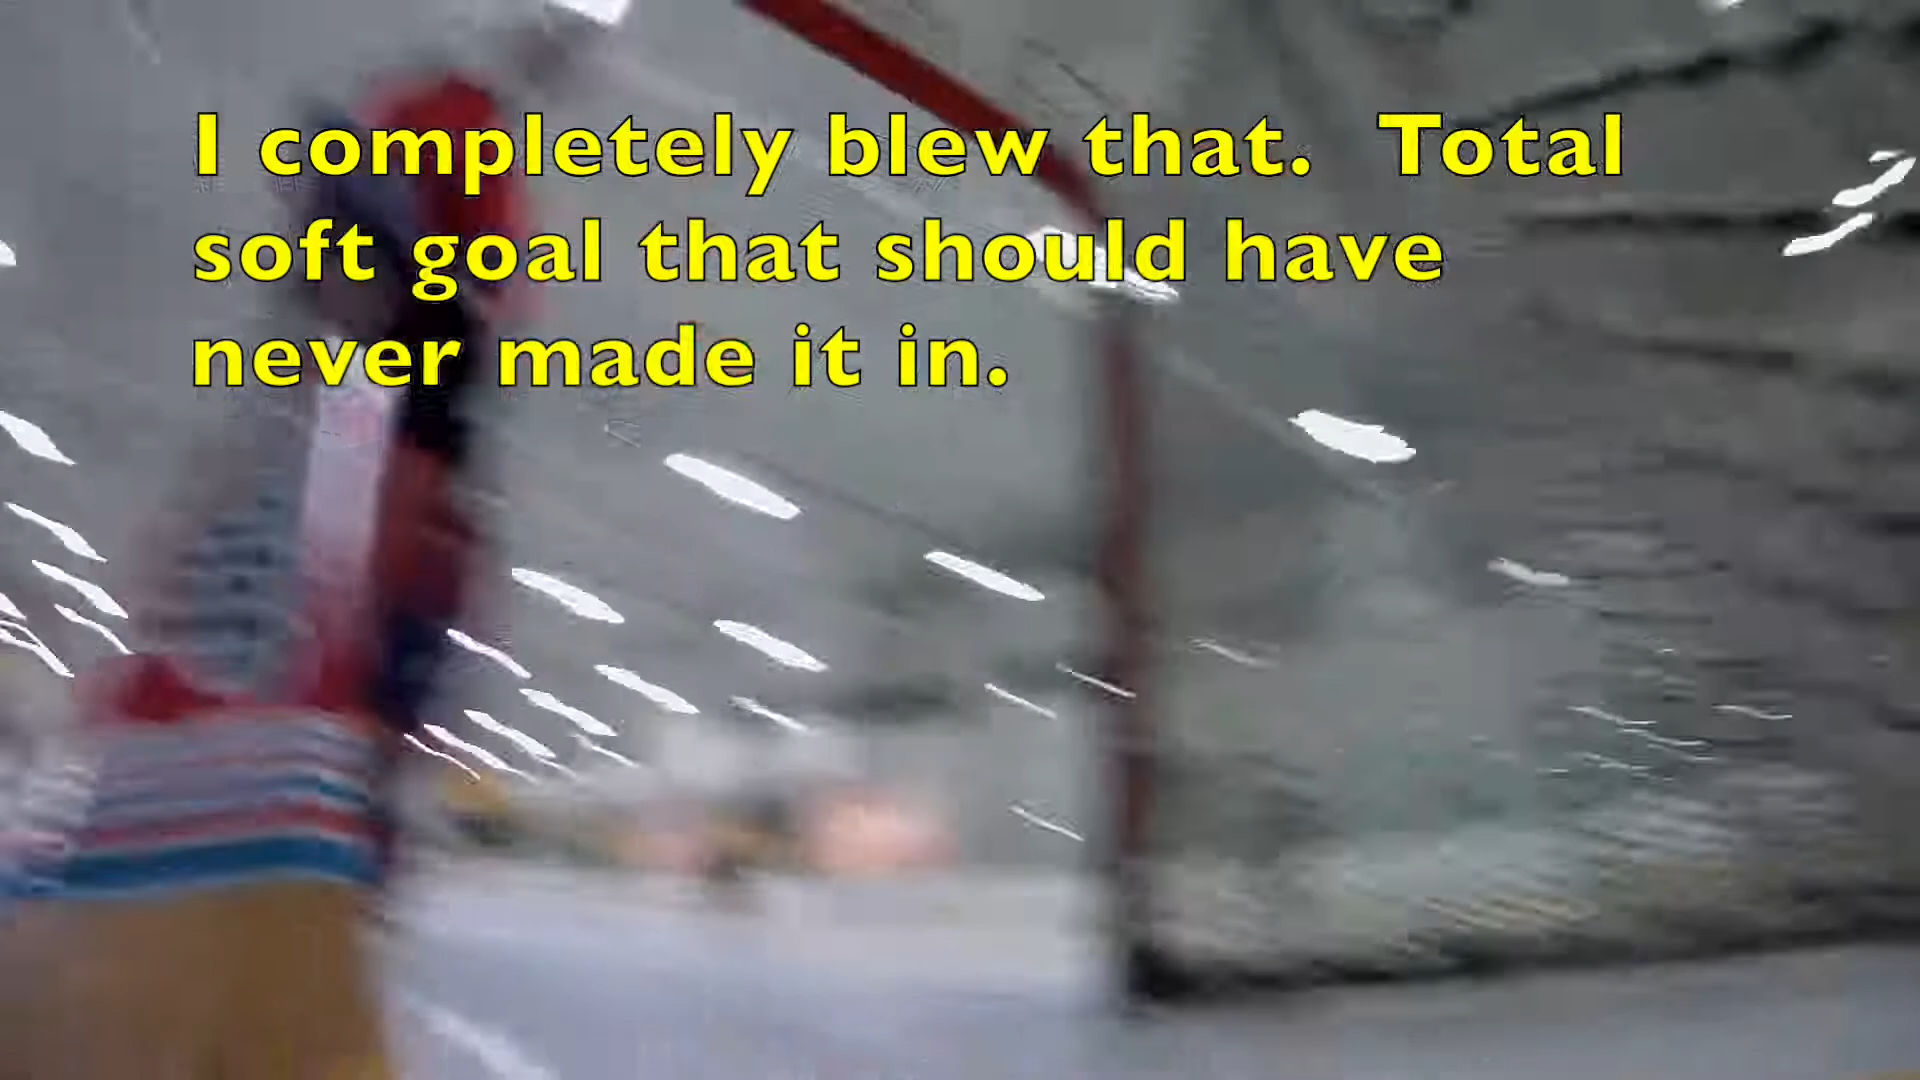 I completely blew that.  Total
soft goal that should have
never made it in.